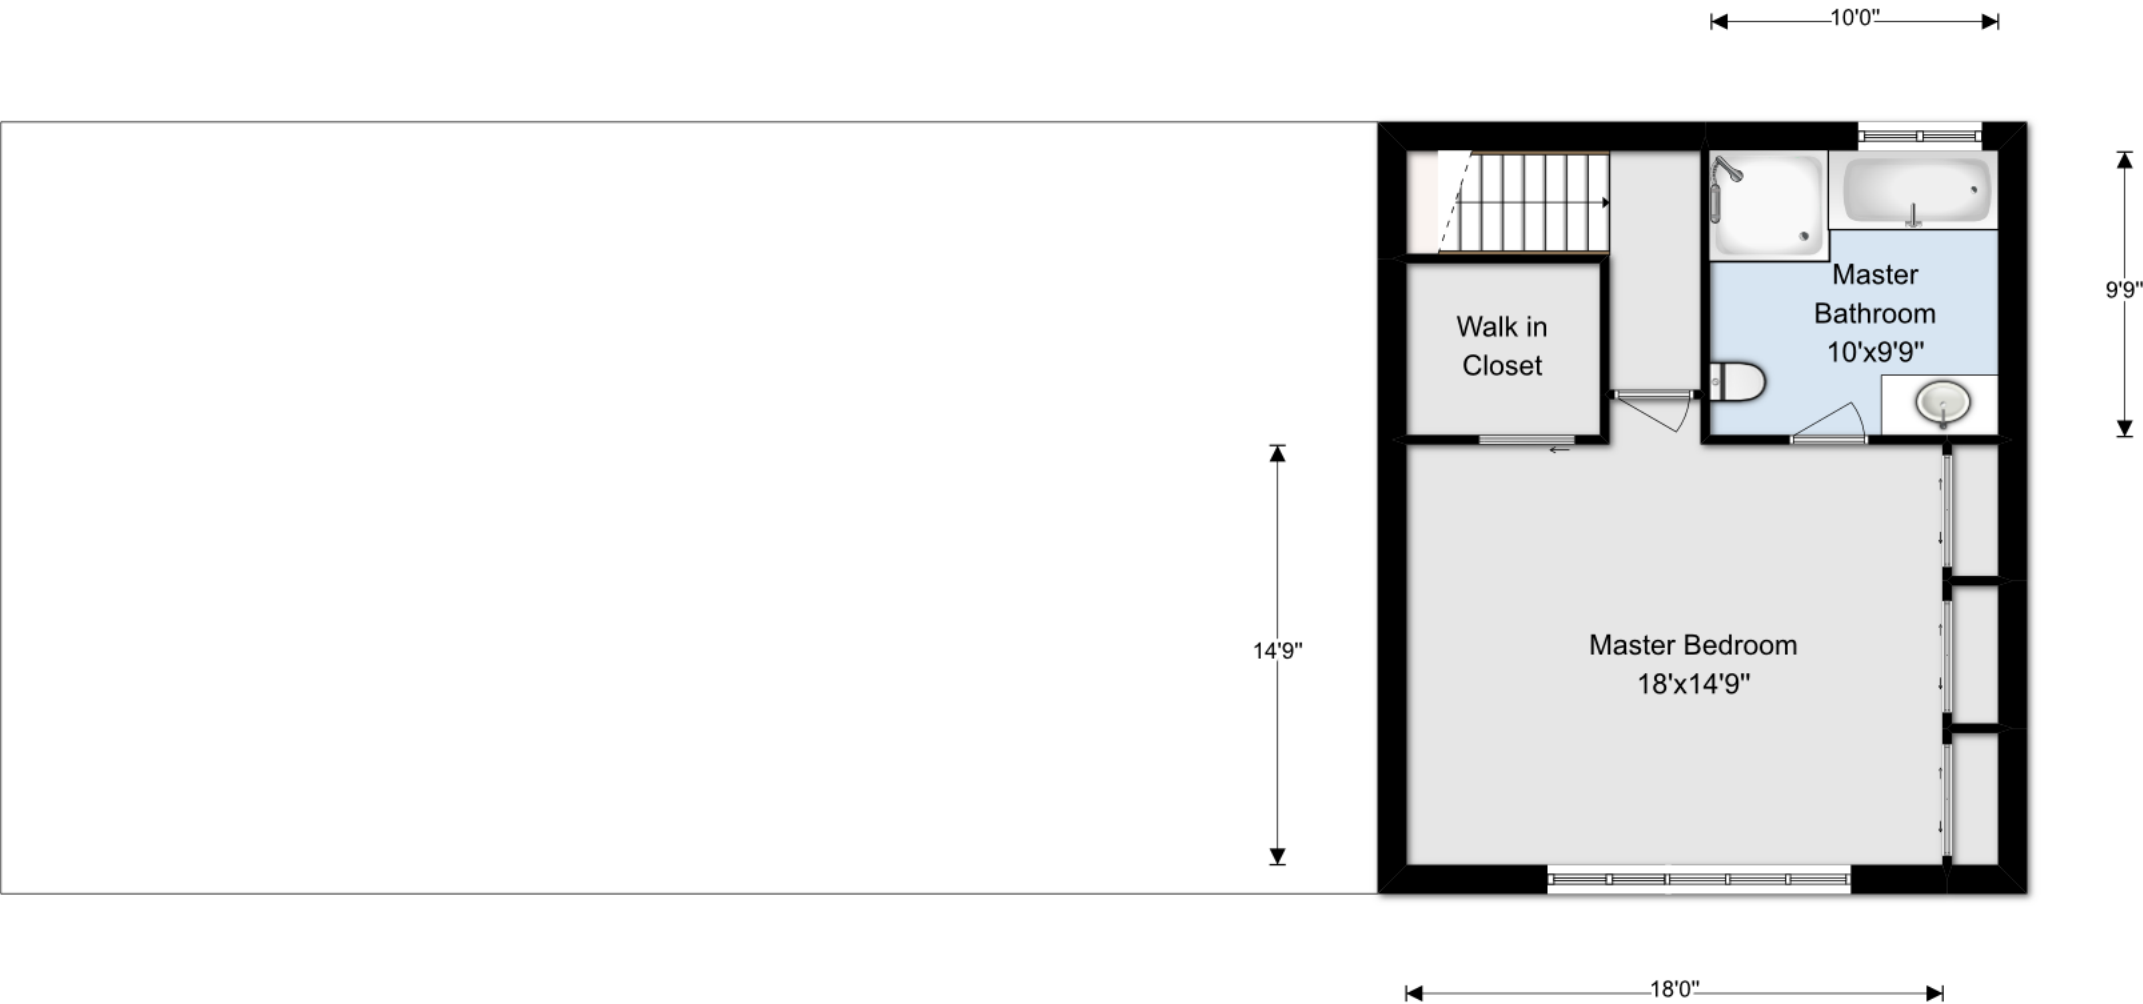 10'0"
Master
Bathroom
10'x9'9"
9'9"
Walk in
Closet
14'9"
Master Bedroom
18'x14'9"
18'0"